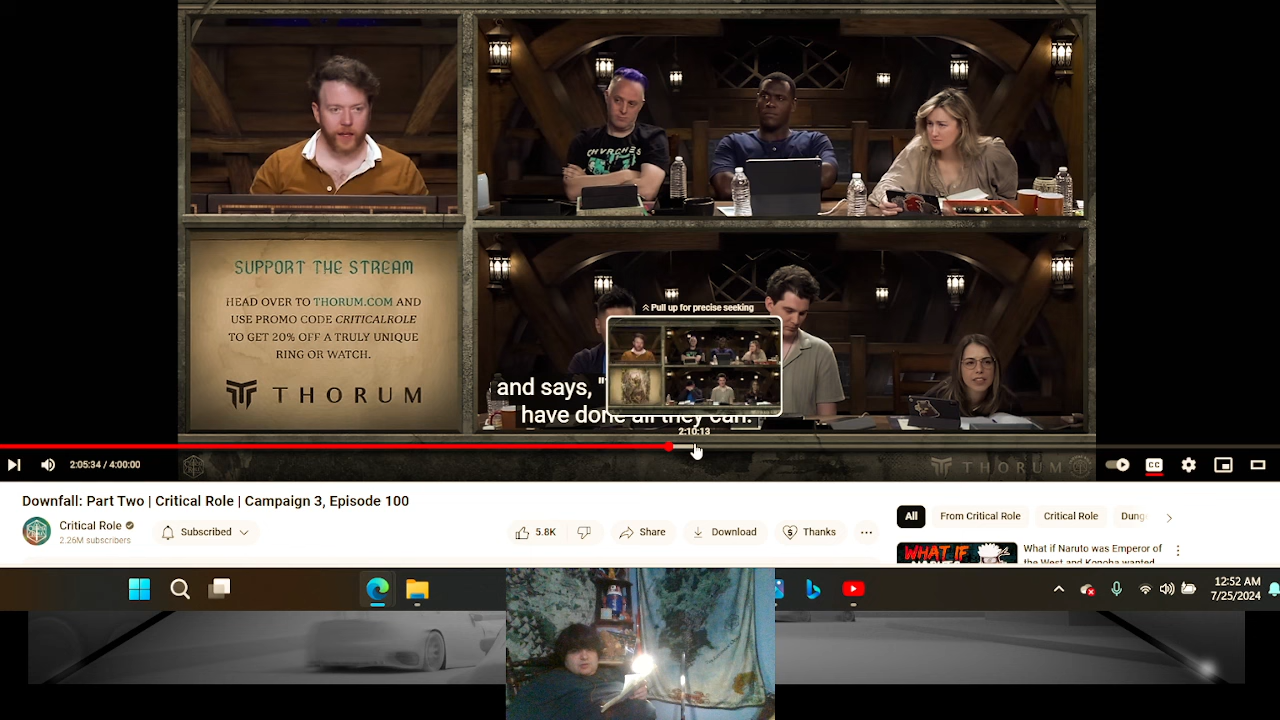 CHVRCHES
SUPPORT THE STREAM
HEAD OVER TO THORUM.COM AND
USE PROMO CODE CRITICALROLE
TO GET 20% OFF A TRULY UNIQUE
RING OR WATCH.
THORUM
Pull up for precise seeking
and says, "
have done all they can.
2:10:13
2:05:34 / 4:00:00
THORUM
CC
Downfall: Part Two | Critical Role | Campaign 3, Episode 100
Critical Role
2.26M subscribers
Subscribed
5.8K
Share
Download
Thanks
All
From Critical Role
Critical Role
Dung
WHAT IF
What if Naruto was Emperor of
the West and Konoha wanted
12:52 AM
7/25/2024